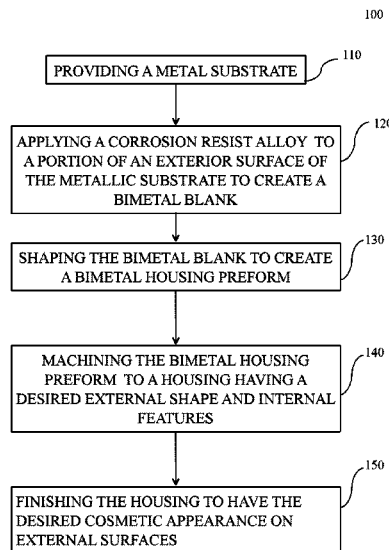 100
110
PROVIDING A METAL SUBSTRATE
120
APPLYING A CORROSION RESIST ALLOY TO
A PORTION OF AN EXTERIOR SURFACE OF
THE METALLIC SUBSTRATE TO CREATE A
BIMETAL BLANK
130
SHAPING THE BIMETAL BLANK TO CREATE
A BIMETAL HOUSING PREFORM
140
MACHINING THE BIMETAL HOUSING
PREFORM TO A HOUSING HAVING A
DESIRED EXTERNAL SHAPE AND INTERNAL
FEATURES
150
FINISHING THE HOUSING TO HAVE THE
DESIRED COSMETIC APPEARANCE ON
EXTERNAL SURFACES